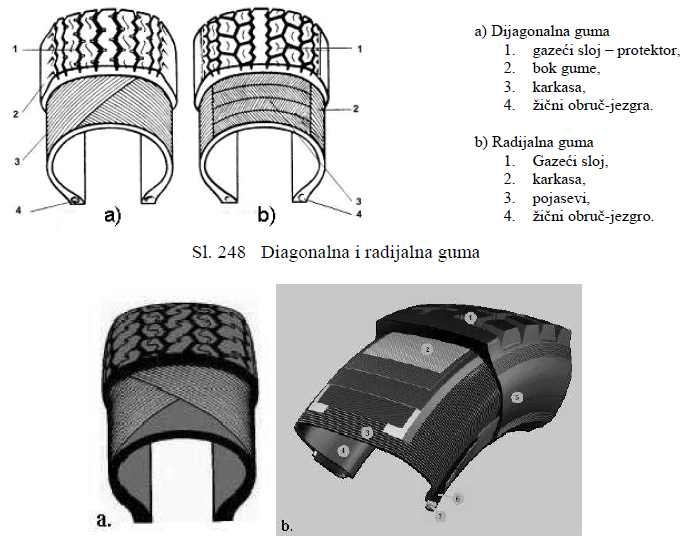 a) Dijagonalna guma
1. gazeći sloj – protektor,
2. bok gume,
3. karkasa,
4. žični obruč-jezgra.
b) Radijalna guma
1. Gazeći sloj,
2. karkasa,
3. pojasevi,
4. žični obruč-jezgro.
1
2
3
4
a)
1
2
3
4
b)
Sl. 248 Diagonalna i radijalna guma
a.
1
2
3
4
5
6
7
b.